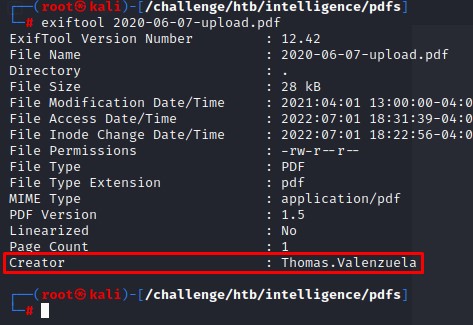 (root㉿kali)-[/challenge/htb/intelligence/pdfs]
# exiftool 2020-06-07-upload.pdf
ExifTool Version Number : 12.42
File Name : 2020-06-07-upload.pdf
Directory : .
File Size : 28 kB
File Modification Date/Time : 2021:04:01 13:00:00-04:0
File Access Date/Time : 2022:07:01 18:31:39-04:0
File Inode Change Date/Time : 2022:07:01 18:22:56-04:0
File Permissions : -rw-r--r--
File Type : PDF
File Type Extension : pdf
MIME Type : application/pdf
PDF Version : 1.5
Linearized : No
Page Count : 1
Creator : Thomas.Valenzuela
(root㉿kali)-[/challenge/htb/intelligence/pdfs]
#